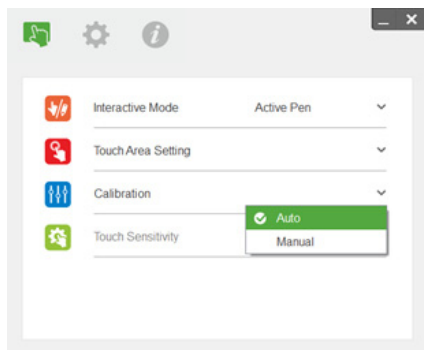 Interactive Mode Active Pen
Touch Area Setting
Calibration
Auto
Touch Sensitivity
Manual